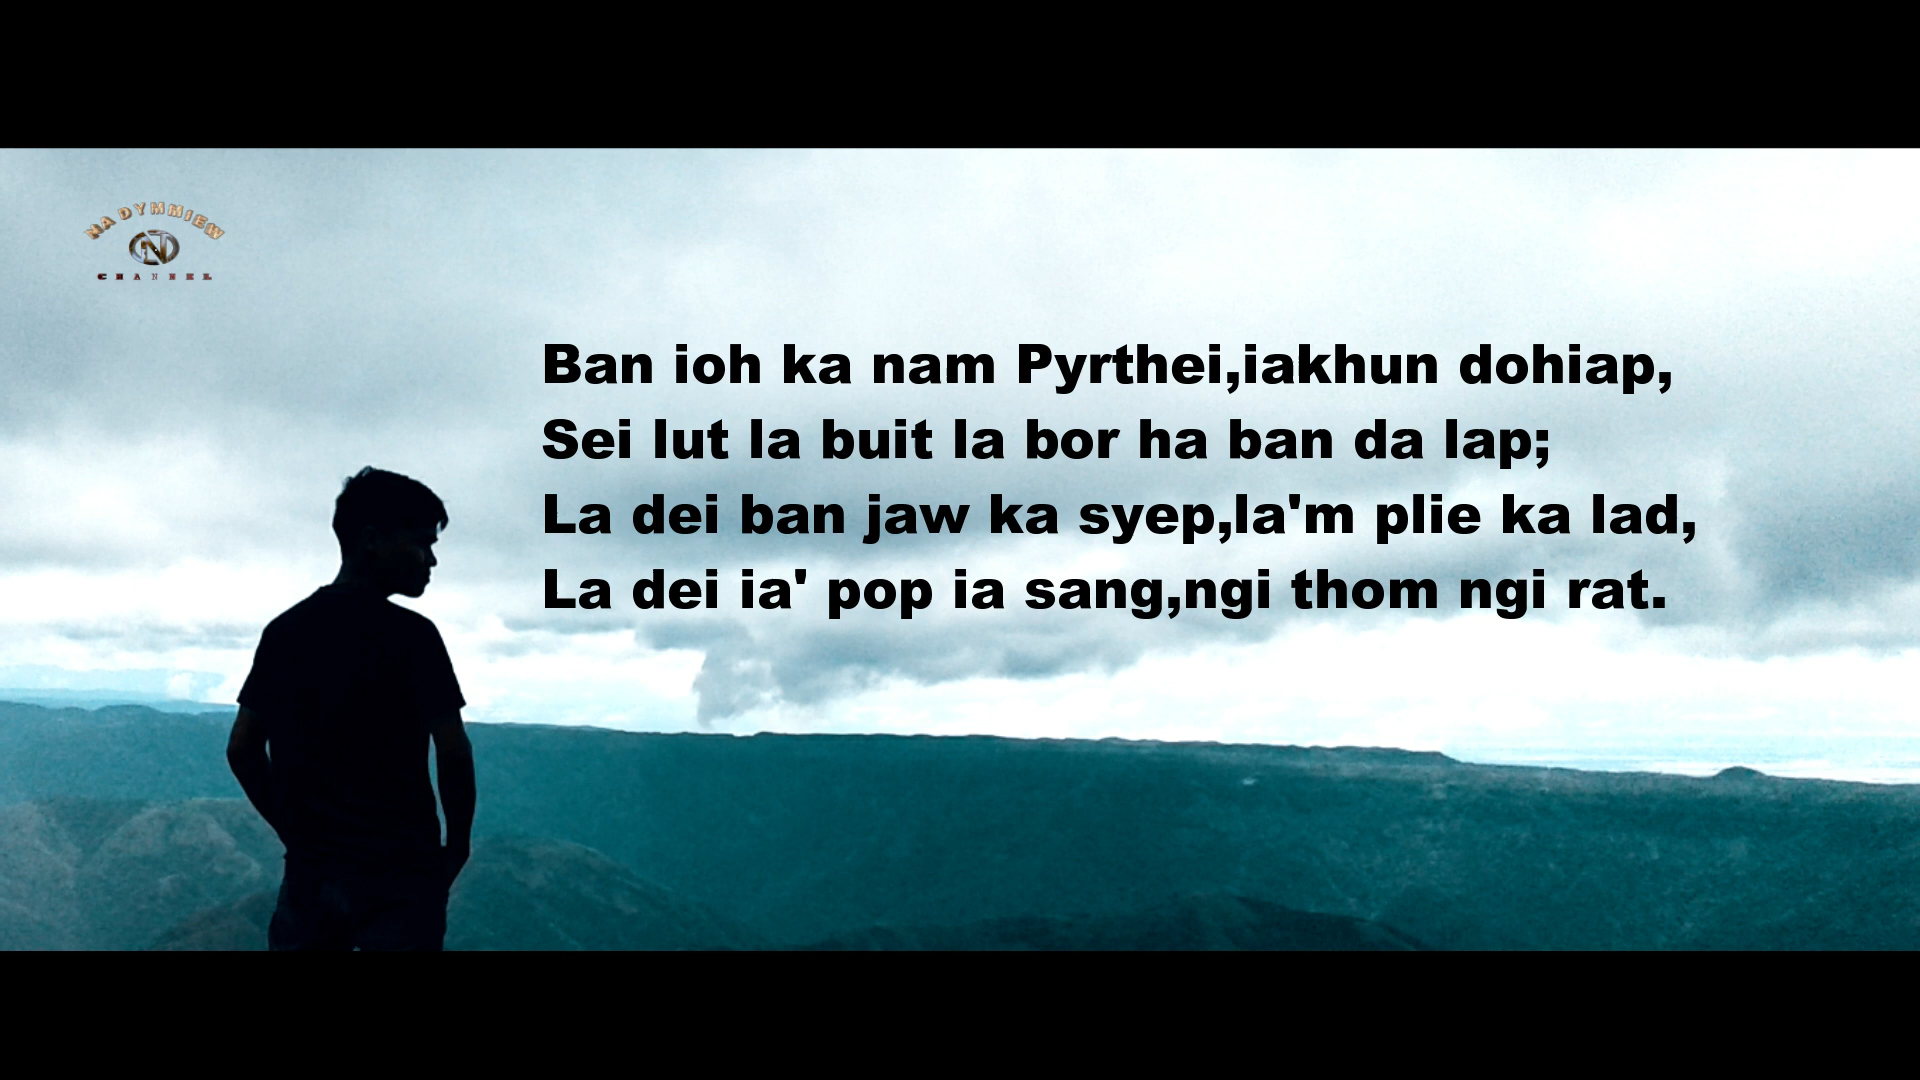 NA DYMMIEW
N
CHANNEL
Ban ioh ka nam Pyrthei,iakhun dohiap,
Sei lut la buit la bor ha ban da lap;
La dei ban jaw ka syep,la'm plie ka lad,
La dei ia' pop ia sang,ngi thom ngi rat.